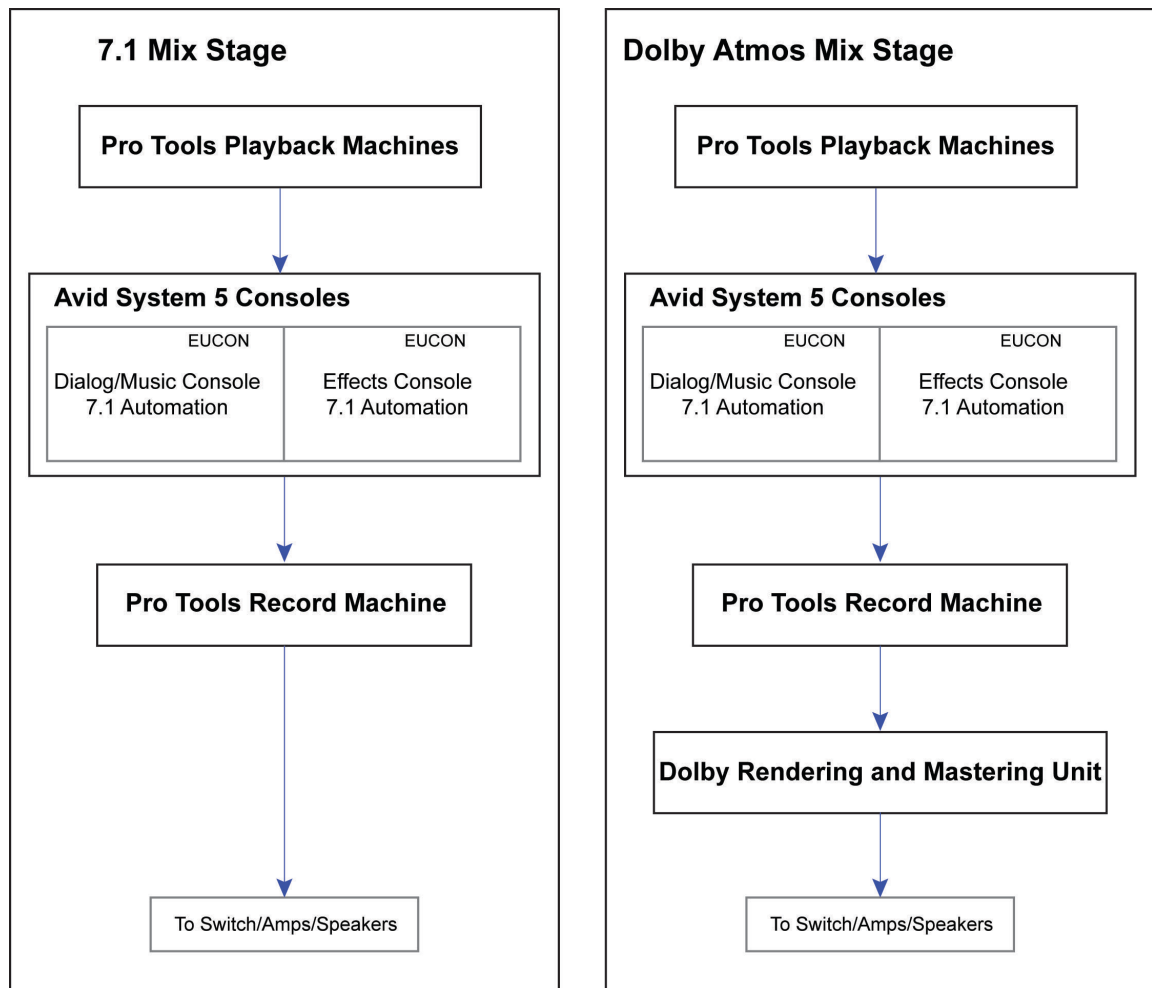 7.1 Mix Stage
Pro Tools Playback Machines
Avid System 5 Consoles
EUCON
Dialog/Music Console
7.1 Automation
EUCON
Effects Console
7.1 Automation
Pro Tools Record Machine
To Switch/Amps/Speakers
Dolby Atmos Mix Stage
Pro Tools Playback Machines
Avid System 5 Consoles
EUCON
Dialog/Music Console
7.1 Automation
EUCON
Effects Console
7.1 Automation
Pro Tools Record Machine
Dolby Rendering and Mastering Unit
To Switch/Amps/Speakers